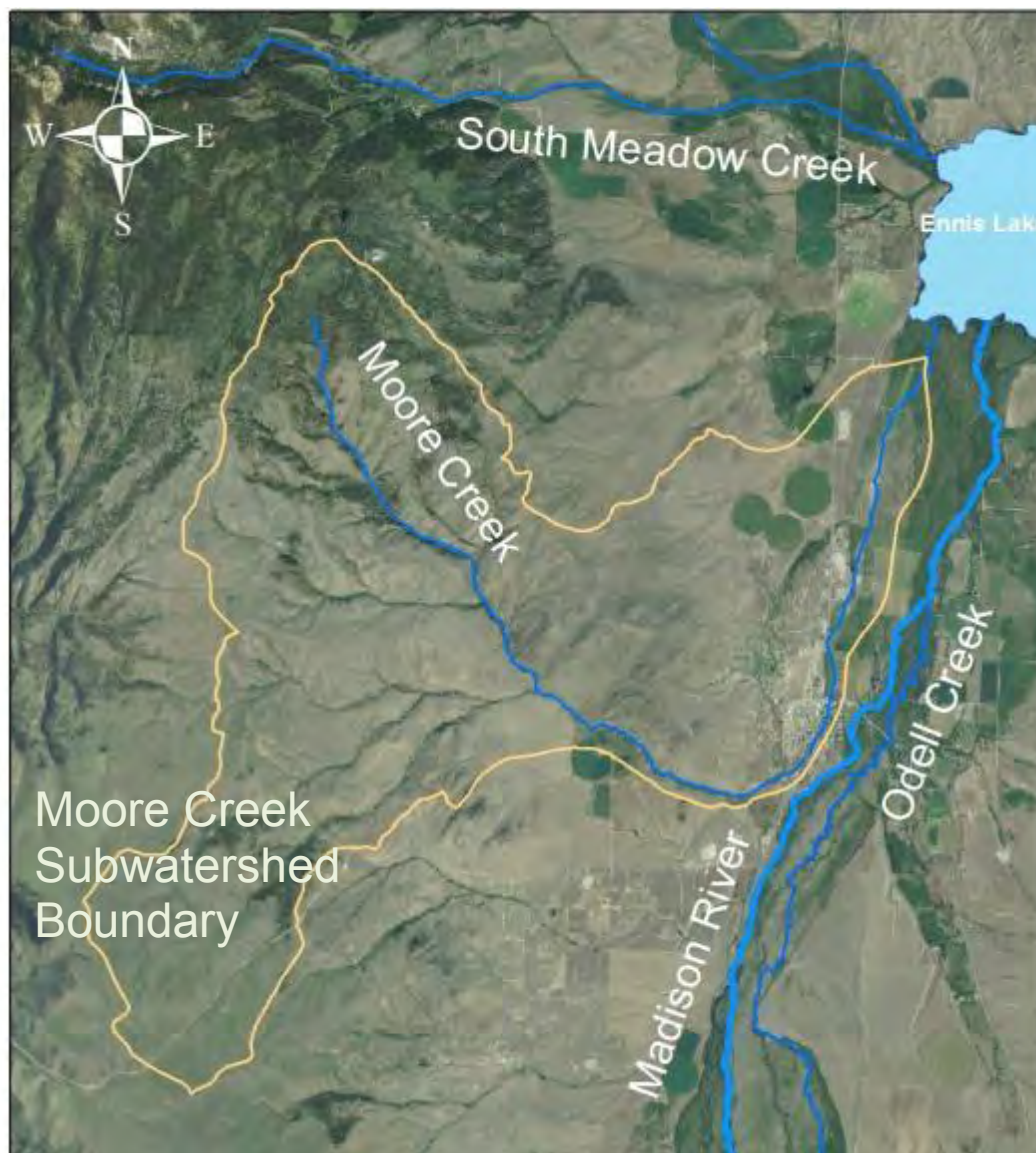 N
W E
S
South Meadow Creek
Ennis Lak
Moore Creek
Odell Creek
Moore Creek
Subwatershed
Boundary
Madison River